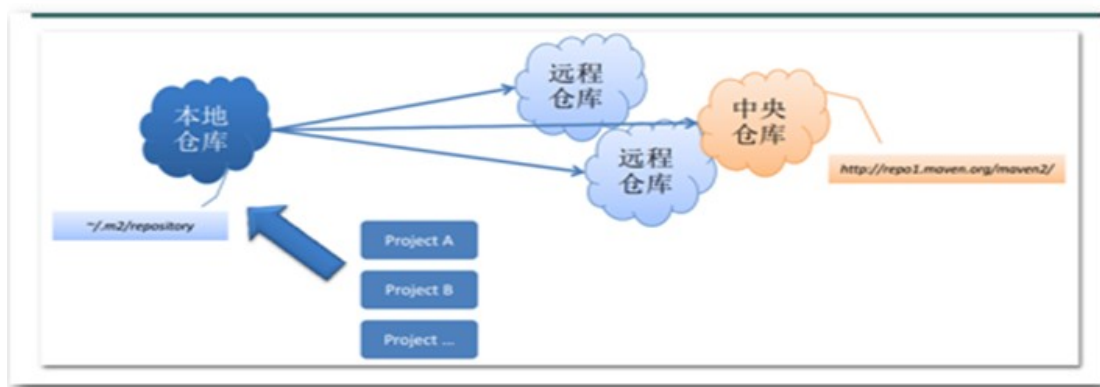 远程
仓库
本地
仓库
中央
仓库
远程
仓库
http://repo1.maven.org/maven2/
~/.m2/repository
Project A
Project B
Project ...